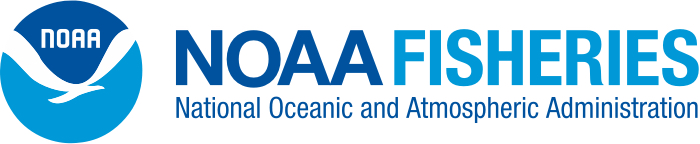 NOAA
NOAA FISHERIES
National Oceanic and Atmospheric Administration